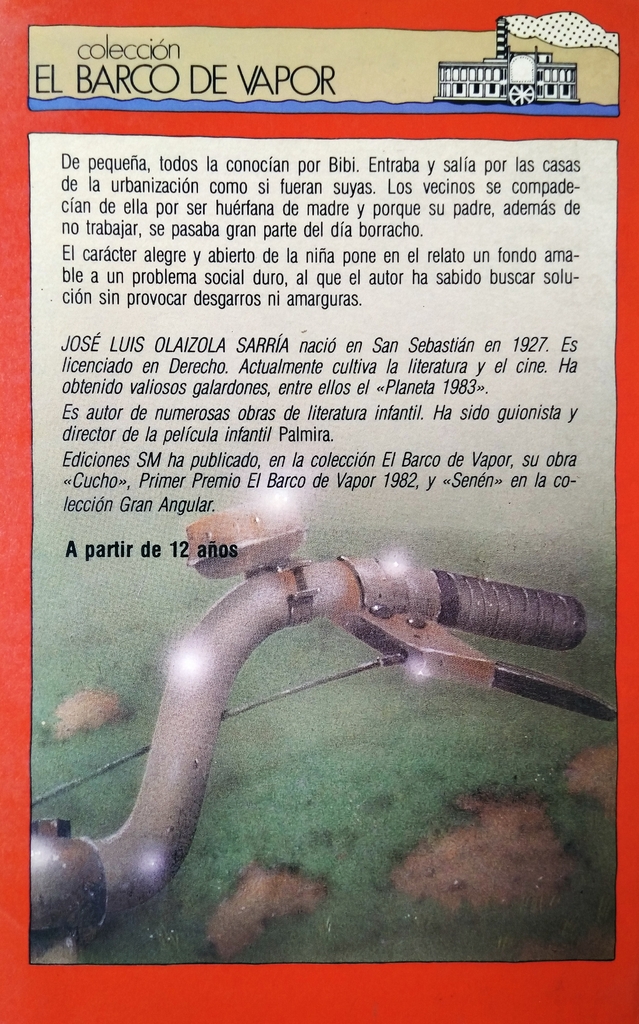 colección
EL BARCO DE VAPOR
De pequeña, todos la conocían por Bibi. Entraba y salía por las casas
de la urbanización como si fueran suyas. Los vecinos se compade-
cían de ella por ser huérfana de madre y porque su padre, además de
no trabajar, se pasaba gran parte del día borracho.
El carácter alegre y abierto de la niña pone en el relato un fondo ama-
ble a un problema social duro, al que el autor ha sabido buscar solu-
ción sin provocar desgarros ni amarguras.
JOSÉ LUIS OLAIZOLA SARRÍA nació en San Sebastián en 1927. Es
licenciado en Derecho. Actualmente cultiva la literatura y el cine. Ha
obtenido valiosos galardones, entre ellos el «Planeta 1983».
Es autor de numerosas obras de literatura infantil. Ha sido guionista y
director de la película infantil Palmira.
Ediciones SM ha publicado, en la colección El Barco de Vapor, su obra
«Cucho», Primer Premio El Barco de Vapor 1982, y «Senén» en la co-
lección Gran Angular.
A partir de 12 años